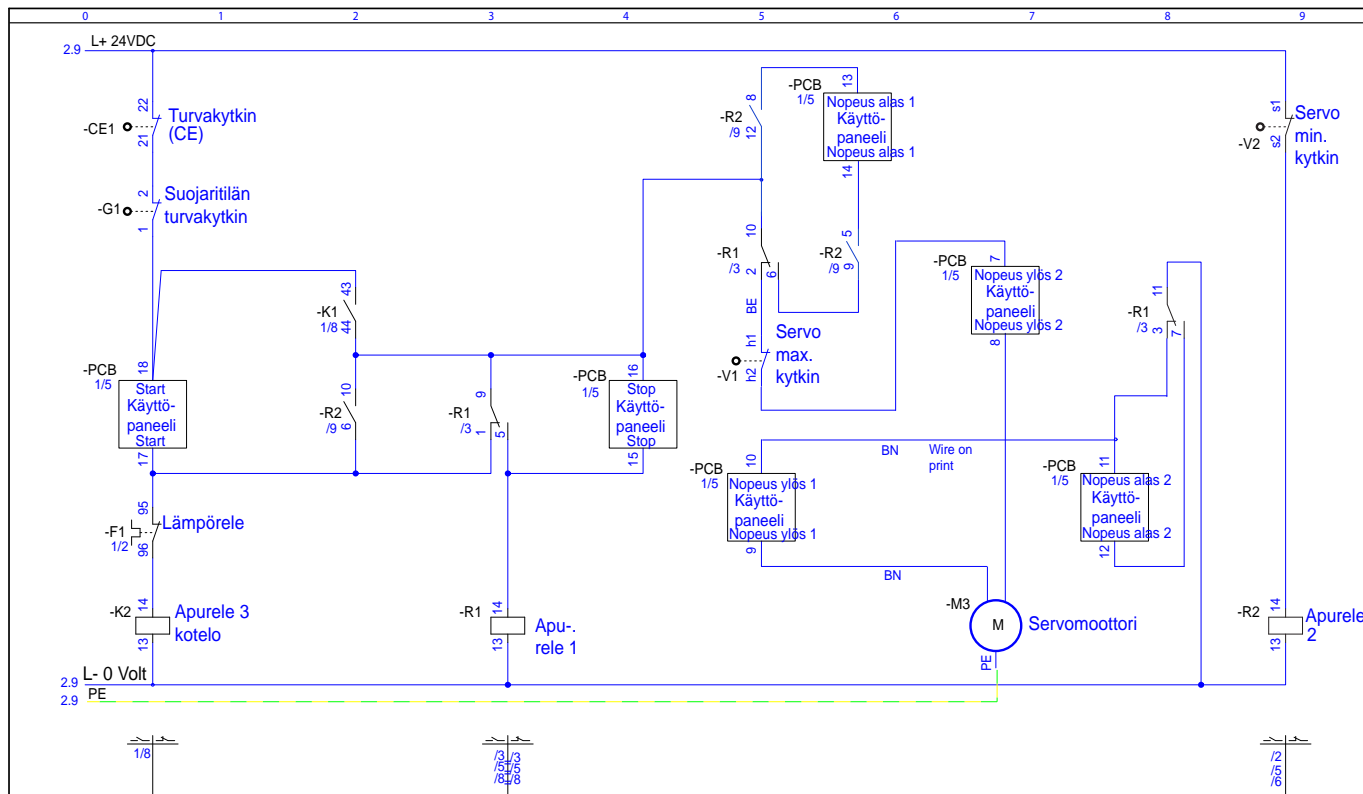 0 1 2 3 4 5 6 7 8 9
L+ 24VDC
2.9
22
-CE1
21
Turvakytkin
(CE)
2
-G1
1
Suojaritilän
turvakytkin
43
-K1
1/8
44
18
-PCB
1/5
Start
Käyttö-
paneeli
Start
17
10
-R2
/9
6
9
-R1
/3
1
5
16
-PCB
1/5
Stop
Käyttö-
paneeli
Stop
15
95
-F1
1/2
96
Lämpörele
14
-K2
13
Apurele 3
kotelo
14
-R1
13
Apu-.
rele 1
8
-R2
/9
12
13
-PCB
1/5
Nopeus alas 1
Käyttö-
paneeli
Nopeus alas 1
14
10
-R1
/3
2
6
5
-R2
/9
9
BE
h1
-V1
h2
Servo
max.
kytkin
7
-PCB
1/5
Nopeus ylös 2
Käyttö-
paneeli
Nopeus ylös 2
8
11
-R1
/3
3
7
s1
-V2
s2
Servo
min.
kytkin
BN
Wire on
print
10
-PCB
1/5
Nopeus ylös 1
Käyttö-
paneeli
Nopeus ylös 1
9
BN
11
-PCB
1/5
Nopeus alas 2
Käyttö-
paneeli
Nopeus alas 2
12
-M3
M
Servomoottori
PE
14
-R2
13
Apurele
2
L- 0 Volt
2.9
PE
2.9
1/8
/3 /3
/5 /5
/8 /8
/2
/5
/6